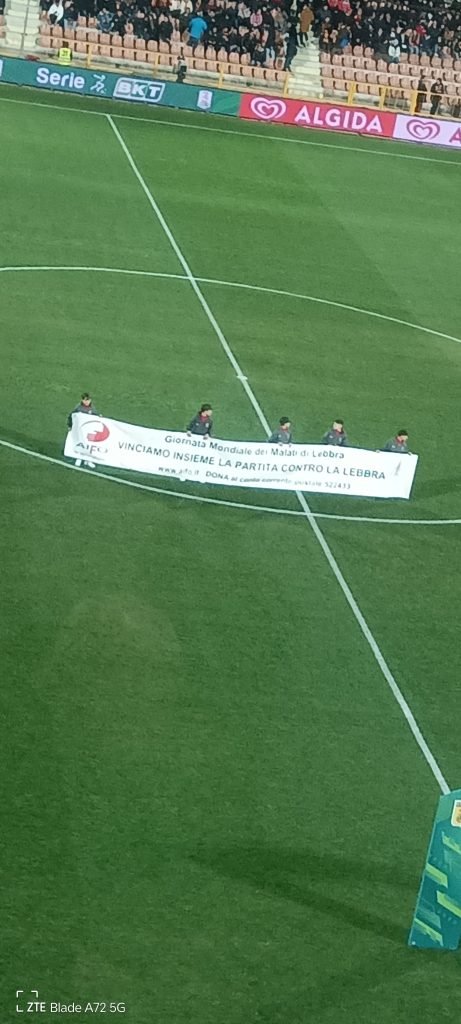 Serie BKT
ALGIDA
AIFO
Giornata Mondiale dei Malati di Lebbra
VINCIAMO INSIEME LA PARTITA CONTRO LA LEBBRA
www.aifo.it DONA al conto corrente postale 522433
ZTE Blade A72 5G